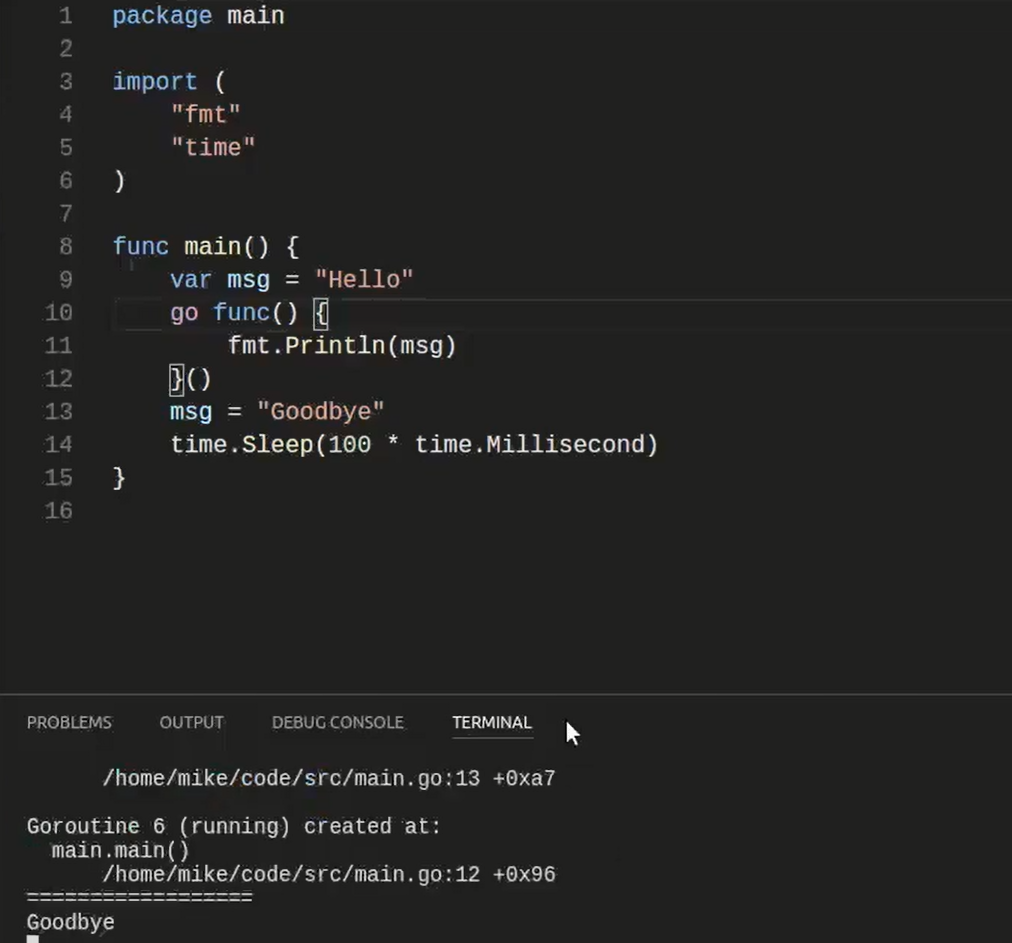 1 package main
2
3 import (
4 "fmt"
5 "time"
6 )
7
8 func main() {
9 var msg = "Hello"
10 go func() {
11 fmt.Println(msg)
12 }()
13 msg = "Goodbye"
14 time.Sleep(100 * time.Millisecond)
15 }
16
PROBLEMS OUTPUT DEBUG CONSOLE TERMINAL
/home/mike/code/src/main.go:13 +0xa7
Goroutine 6 (running) created at:
main.main()
/home/mike/code/src/main.go:12 +0x96
==================
Goodbye